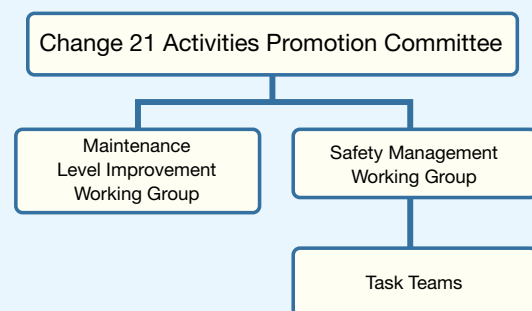 Change 21 Activities Promotion Committee
Maintenance
Level Improvement
Working Group
Safety Management
Working Group
Task Teams